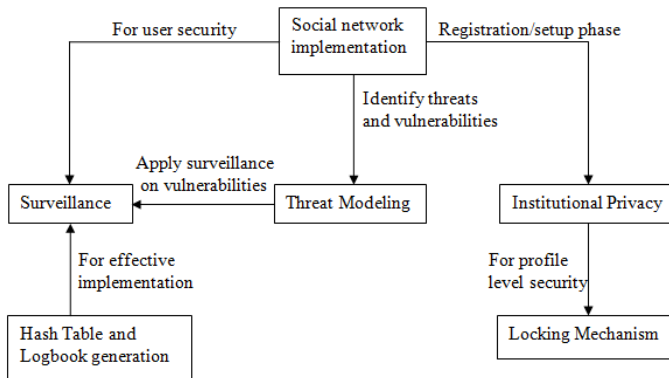 For user security
Social network
implementation
Registration/setup phase
Identify threats
and vulnerabilities
Apply surveillance
on vulnerabilities
Surveillance
Threat Modeling
Institutional Privacy
For effective
implementation
For profile
level security
Hash Table and
Logbook generation
Locking Mechanism